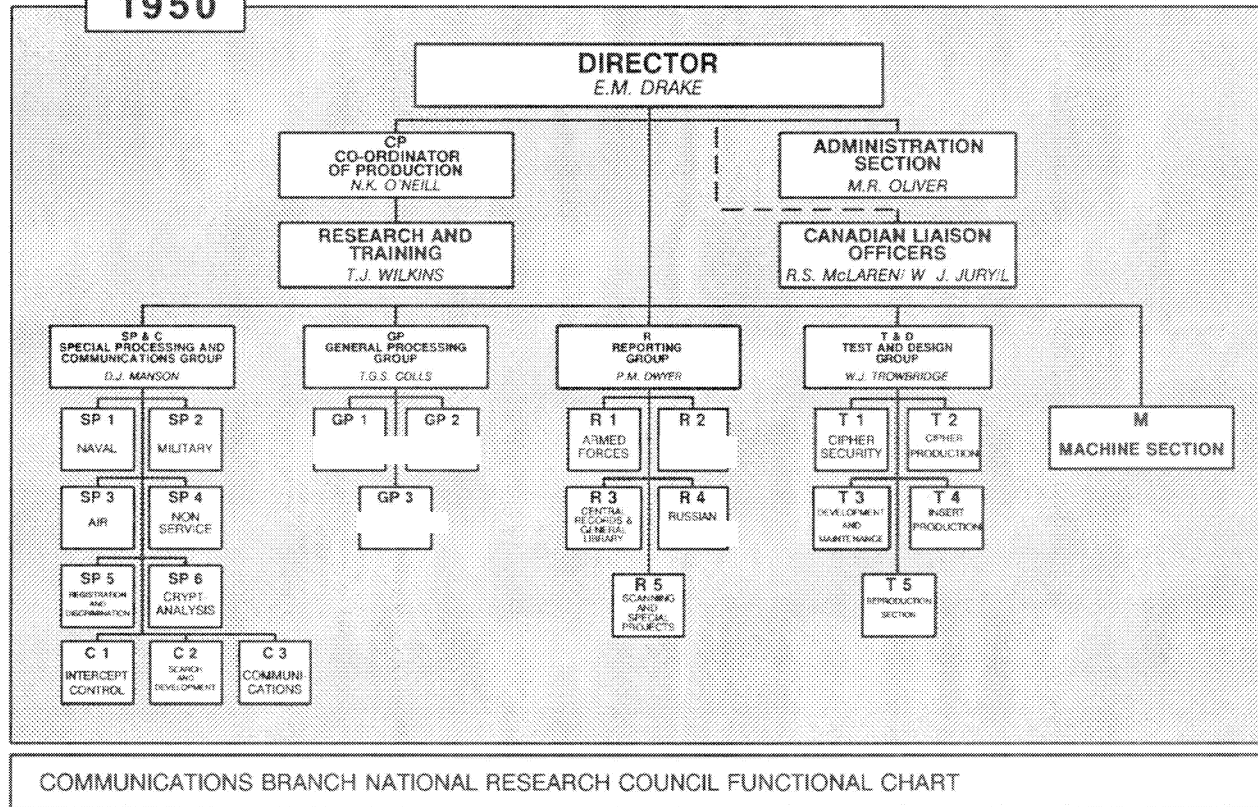 1950
DIRECTOR
E.M. DRAKE
CP
CO-ORDINATOR
OF PRODUCTION
N.K. O'NEILL
ADMINISTRATION
SECTION
M.R. OLIVER
RESEARCH AND
TRAINING
T.J. WILKINS
CANADIAN LIAISON
OFFICERS
R.S. McLAREN/ W. J.
SP & C
SPECIAL PROCESSING AND
COMMUNICATIONS GROUP
D.J. MANSON
GP
GENERAL PROCESSING
GROUP
T.G.S. COLLS
R
REPORTING
GROUP
P.M. DWYER
T & D
TEST AND DESIGN
GROUP
W.J. TROWBRIDGE
M
MACHINE SECTION
SP 1
NAVAL
SP 2
MILITARY
SP 3
AIR
SP 4
NON
SERVICE
SP 5
REGISTRATION
AND
DISCRIMINATION
SP 6
CRYPT
ANALYSIS
C 1
INTERCEPT
CONTROL
C 2
SEARCH
AND
DEVELOPMENT
C 3
COMMUNI-
CATIONS
GP 1
GP 2
GP 3
R 1
ARMED
FORCES
R 2
R 3
CENTRAL
RECORDS &
GENERAL
LIBRARY
R 4
RUSSIAN
R 5
SCANNING
AND
SPECIAL
PROJECTS
T 1
CIPHER
SECURITY
T 2
CIPHER
PRODUCTION
T 3
DEVELOPMENT
AND
MAINTENANCE
T 4
INSERT
PRODUCTION
T 5
REPRODUCTION
SECTION
COMMUNICATIONS BRANCH NATIONAL RESEARCH COUNCIL FUNCTIONAL CHART